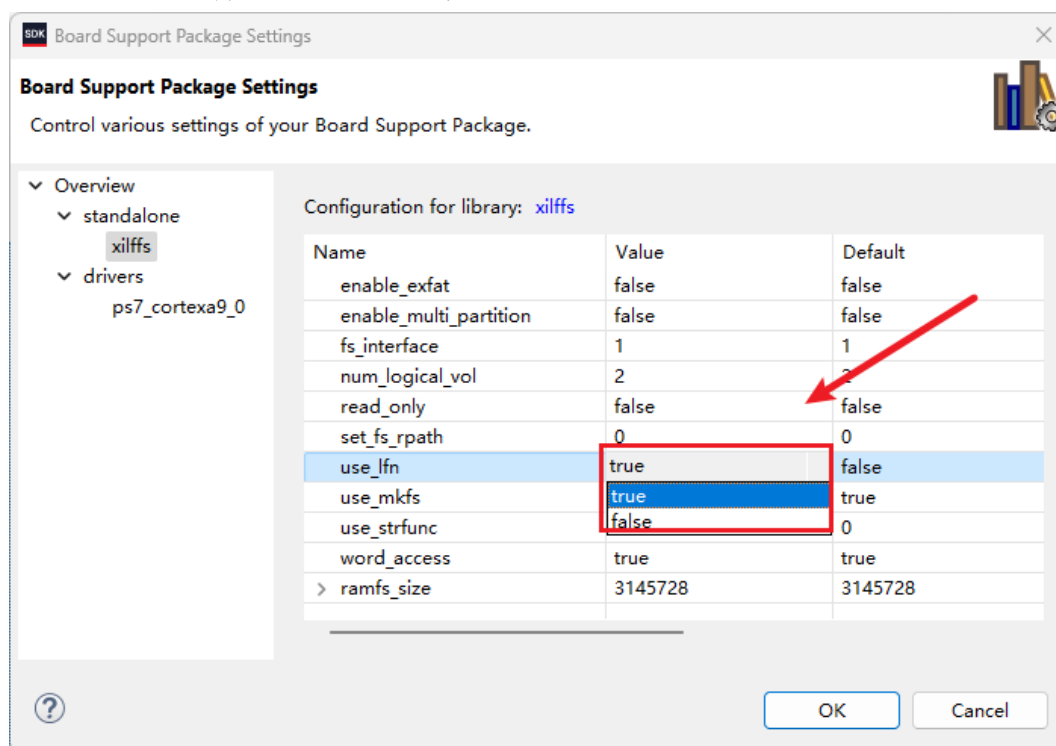 SDK Board Support Package Settings
Board Support Package Settings
Control various settings of your Board Support Package.
Overview
standalone
xilffs
drivers
ps7_cortexa9_0
Configuration for library: xilffs
Name Value Default
enable_exfat false false
enable_multi_partition false false
fs_interface 1 1
num_logical_vol 2 2
read_only false false
set_fs_rpath 0 0
use_lfn true false
use_mkfs true true
use_strfunc false 0
word_access true true
ramfs_size 3145728 3145728
OK Cancel